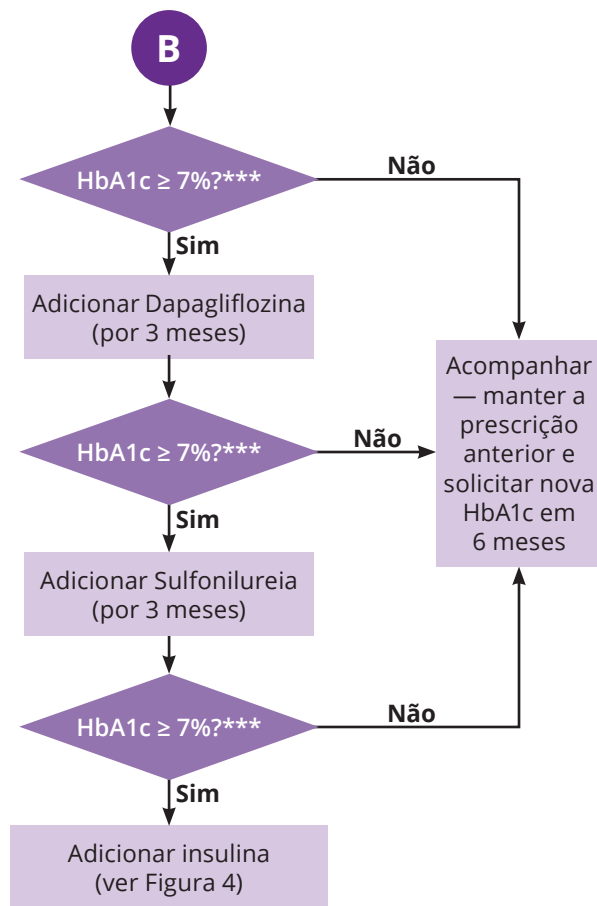 B
HbA1c ≥ 7%?***
Não
Sim
Adicionar Dapagliflozina
(por 3 meses)
Acompanhar
— manter a
prescrição
anterior e
solicitar nova
HbA1c em
6 meses
HbA1c ≥ 7%?***
Não
Sim
Adicionar Sulfonilureia
(por 3 meses)
HbA1c ≥ 7%?***
Não
Sim
Adicionar insulina
(ver Figura 4)